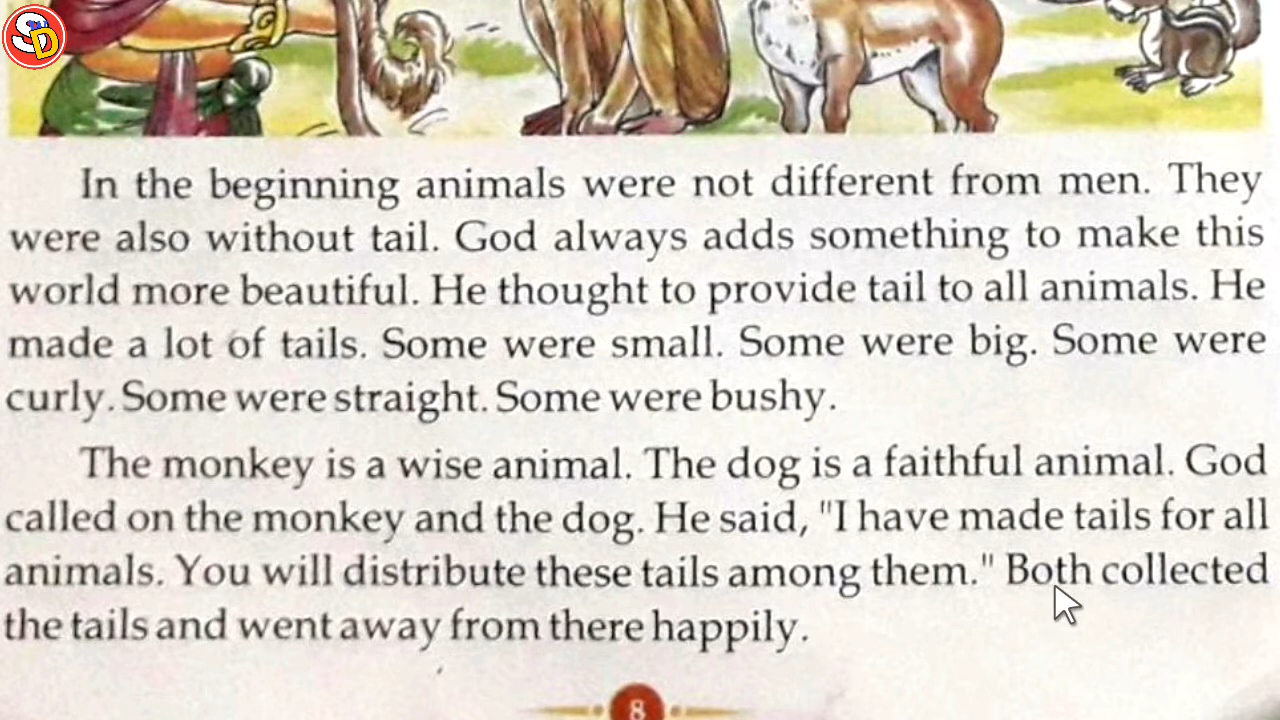 SD
In the beginning animals were not different from men. They
were also without tail. God always adds something to make this
world more beautiful. He thought to provide tail to all animals. He
made a lot of tails. Some were small. Some were big. Some were
curly. Some were straight. Some were bushy.
The monkey is a wise animal. The dog is a faithful animal. God
called on the monkey and the dog. He said, "I have made tails for all
animals. You will distribute these tails among them." Both collected
the tails and went away from there happily.
8